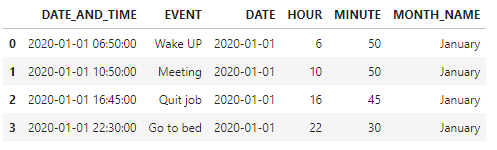 DATE_AND_TIME EVENT DATE HOUR MINUTE MONTH_NAME
0 2020-01-01 06:50:00 Wake UP 2020-01-01 6 50 January
1 2020-01-01 10:50:00 Meeting 2020-01-01 10 50 January
2 2020-01-01 16:45:00 Quit job 2020-01-01 16 45 January
3 2020-01-01 22:30:00 Go to bed 2020-01-01 22 30 January